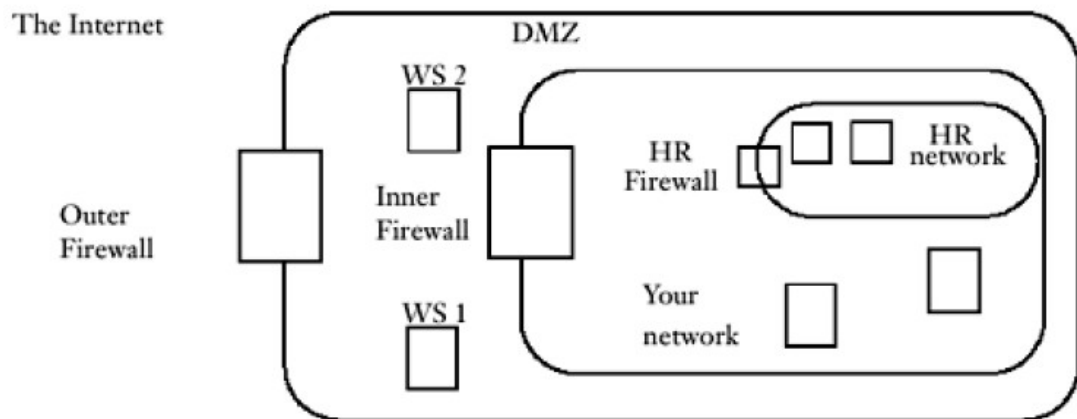 The Internet
DMZ
WS 2
HR
Firewall
HR
network
Outer
Firewall
Inner
Firewall
WS 1
Your
network